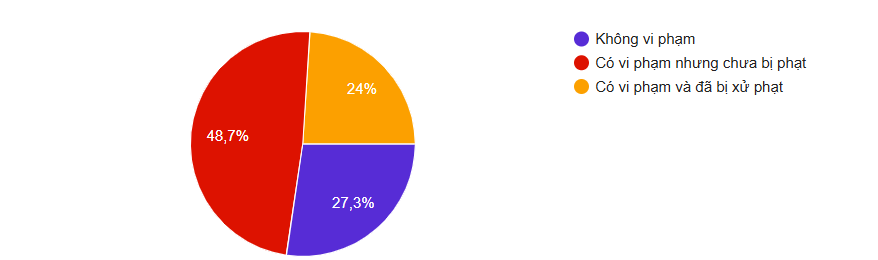 Không vi phạm
Có vi phạm nhưng chưa bị phạt
Có vi phạm và đã bị xử phạt
24%
48,7%
27,3%